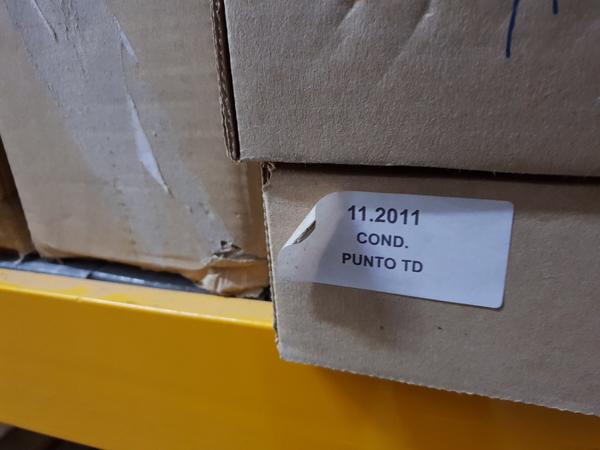 11.2011
COND.
PUNTO TD